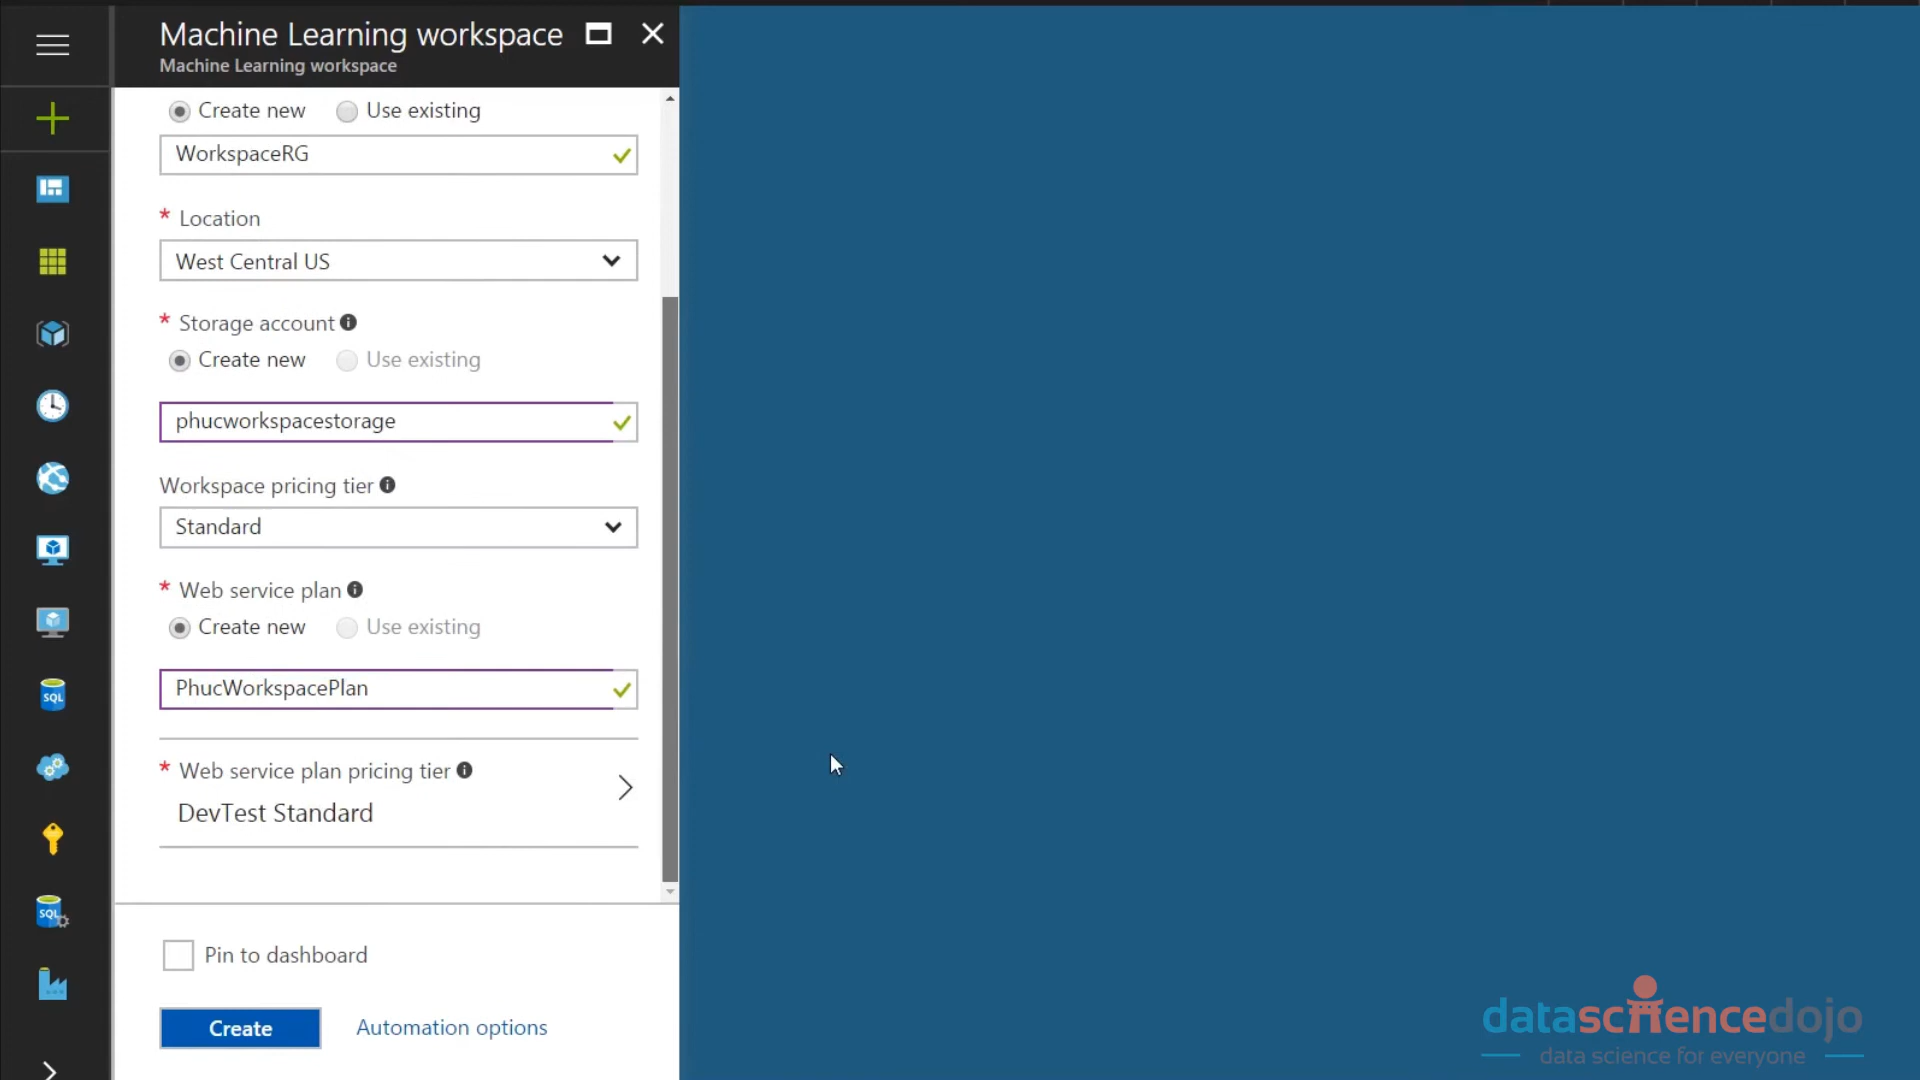 Machine Learning workspace
Machine Learning workspace
Create new Use existing
WorkspaceRG
* Location
West Central US
* Storage account
Create new Use existing
phucworkspacestorage
Workspace pricing tier
Standard
* Web service plan
Create new Use existing
PhucWorkspacePlan
* Web service plan pricing tier
DevTest Standard
Pin to dashboard
Create Automation options
SQL
SQL
datasciencedojo
data science for everyone